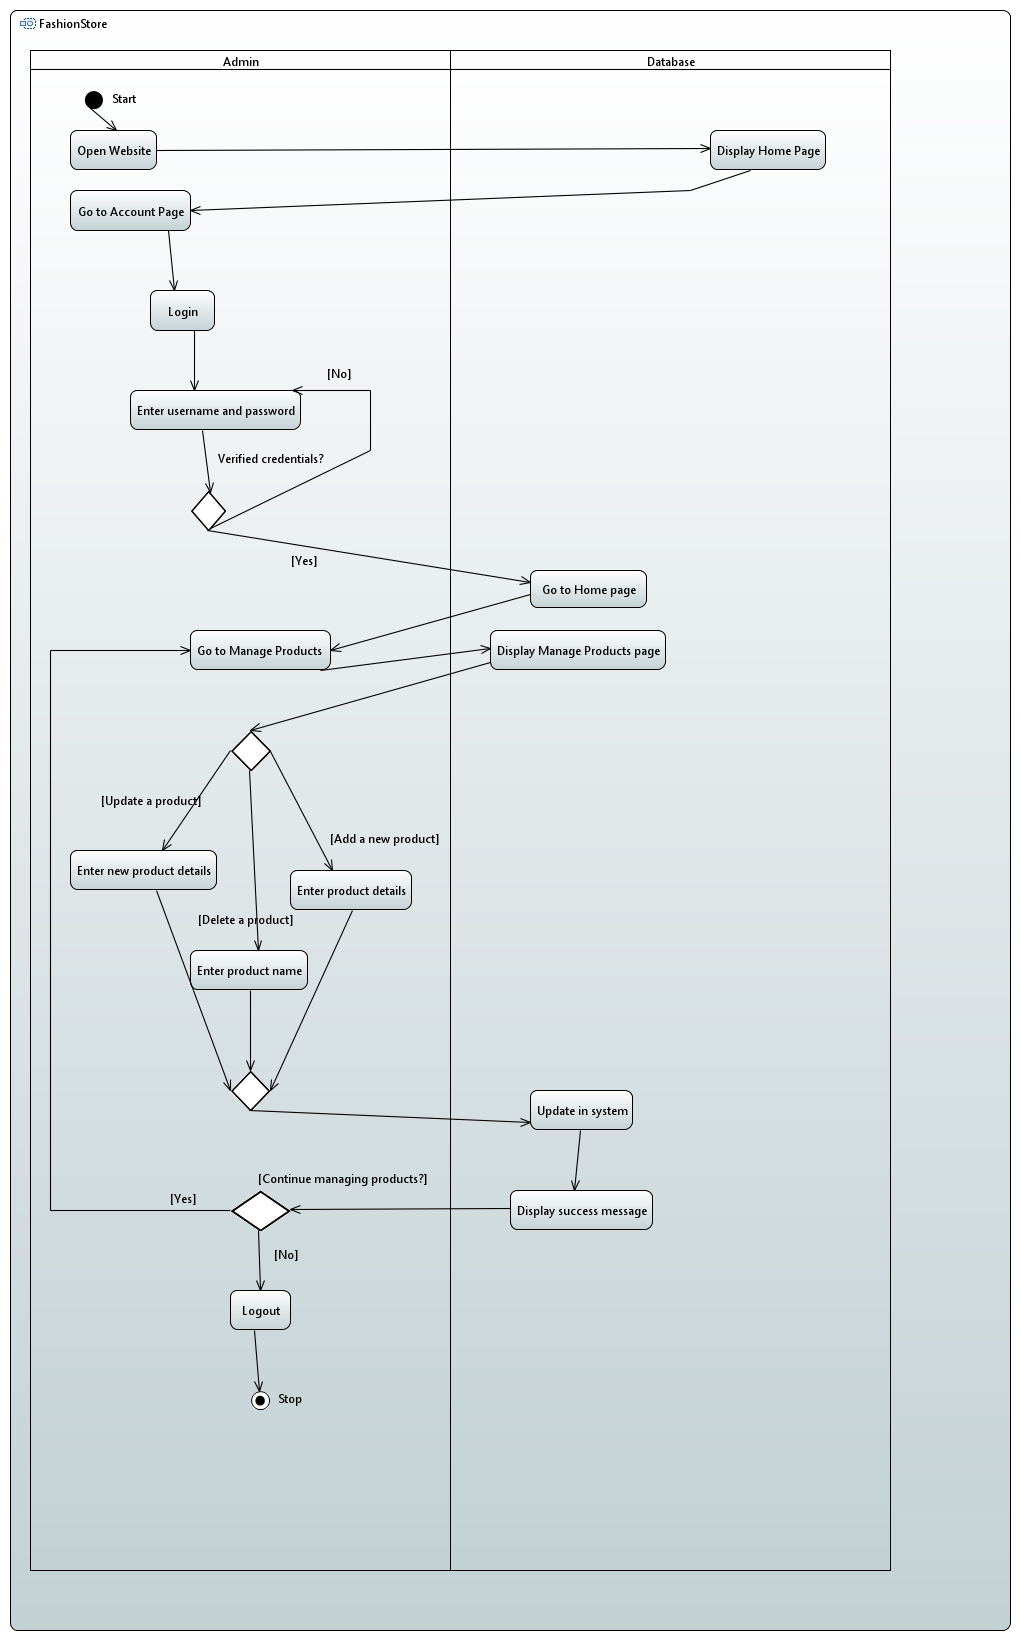 FashionStore
Admin
Database
Start
Open Website
Display Home Page
Go to Account Page
Login
[No]
Enter username and password
Verified credentials?
[Yes]
Go to Home page
Go to Manage Products
Display Manage Products page
[Update a product]
[Add a new product]
Enter new product details
Enter product details
[Delete a product]
Enter product name
Update in system
[Continue managing products?]
[Yes]
Display success message
[No]
Logout
Stop